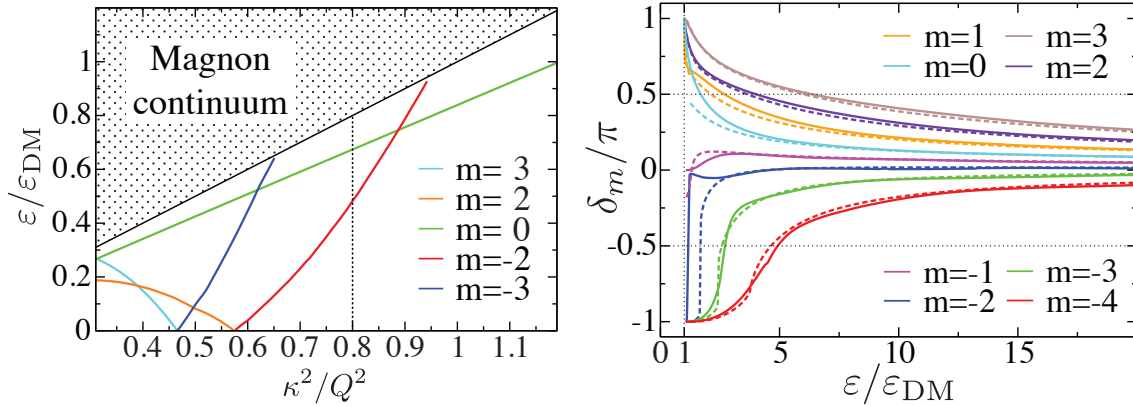 1
0.8
0.6
0.4
0.2
0
ε/ε_DM
Magnon
continuum
m= 3
m= 2
m= 0
m=-2
m=-3
0.4 0.5 0.6 0.7 0.8 0.9 1 1.1
κ²/Q²
1
0.5
0
-0.5
-1
δ_m/π
m=1 m=3
m=0 m=2
m=-1 m=-3
m=-2 m=-4
0 1 5 10 15
ε/ε_DM